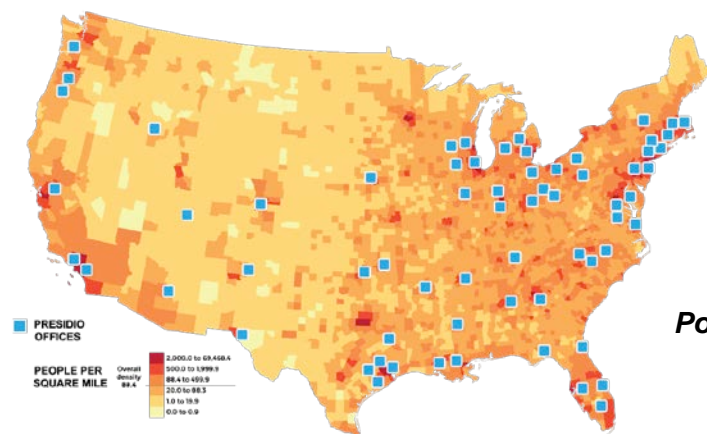 PRESIDIO
OFFICES
Po
PEOPLE PER
SQUARE MILE
Overall
density
88.4
2,000.0 to 69,468.4
500.0 to 1,999.9
88.4 to 499.9
20.0 to 88.3
1.0 to 19.9
0.0 to 0.9